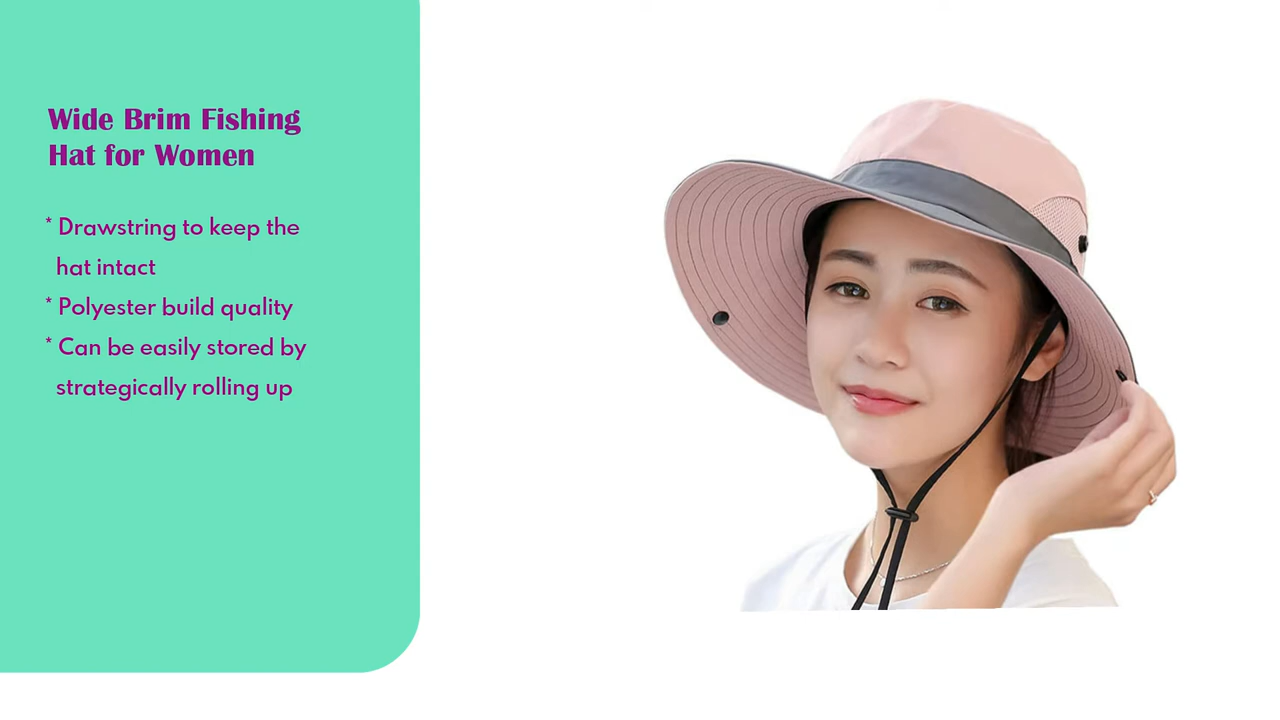 Wide Brim Fishing
Hat for Women
* Drawstring to keep the
hat intact
* Polyester build quality
* Can be easily stored by
strategically rolling up